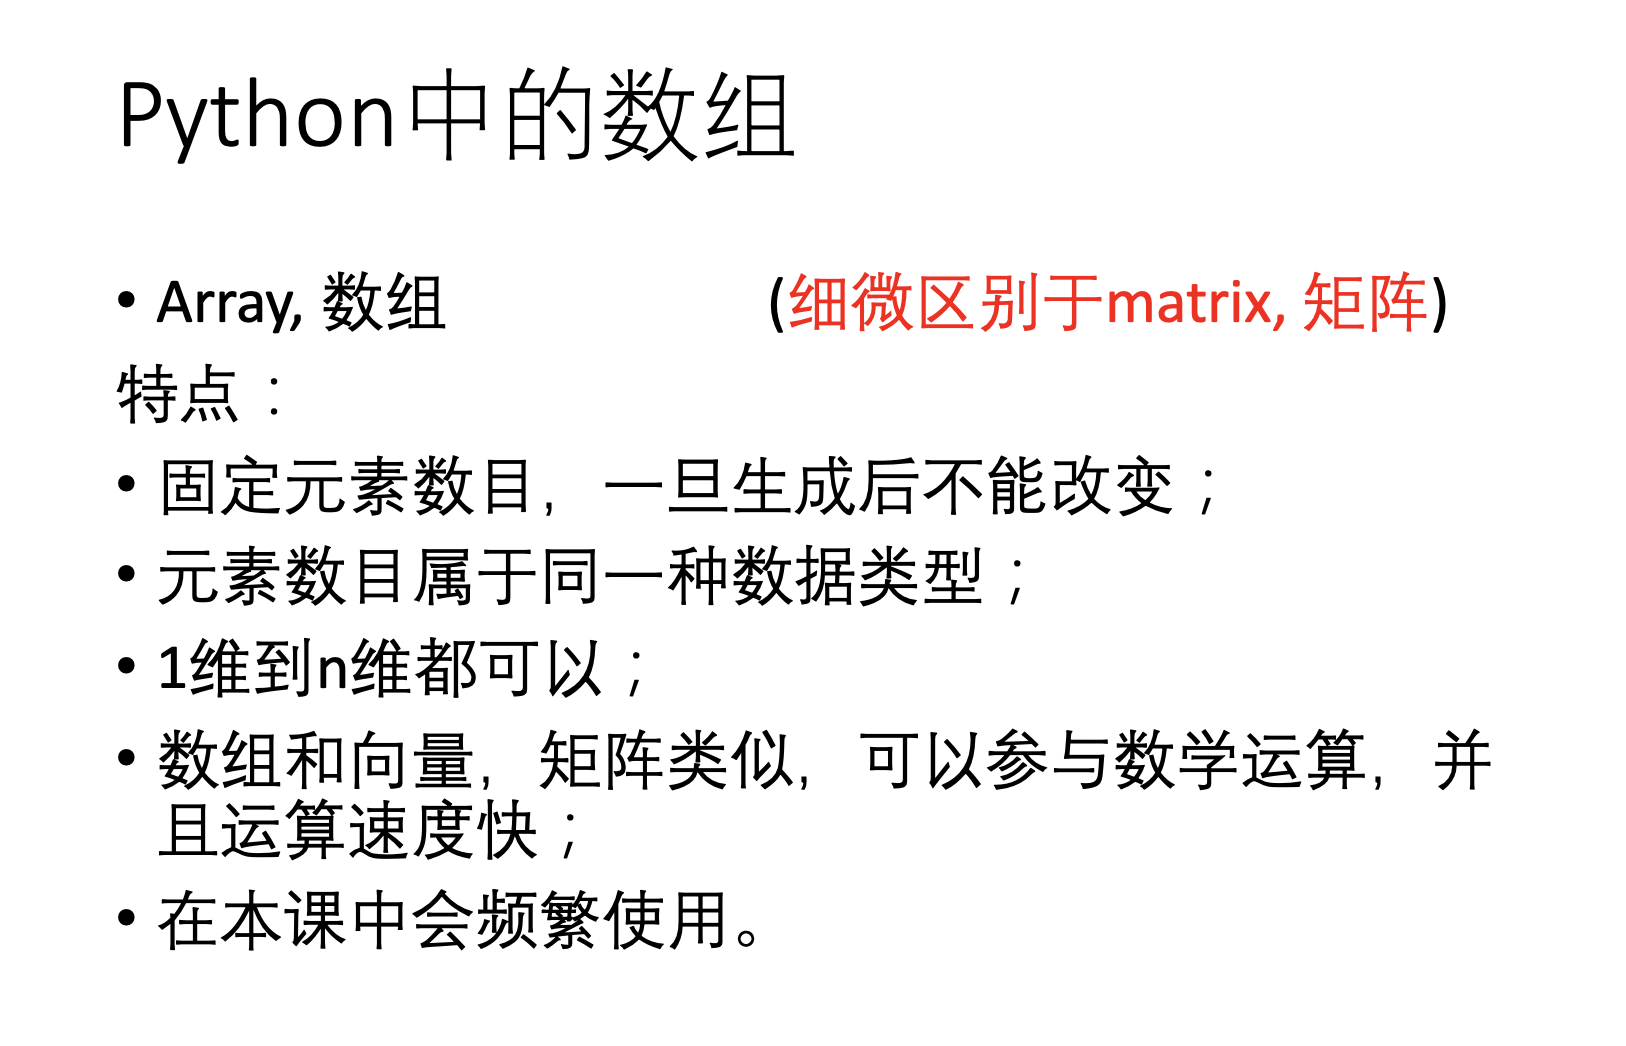 Python中的数组
• Array, 数组 (细微区别于matrix, 矩阵)
特点：
• 固定元素数目，一旦生成后不能改变；
• 元素数目属于同一种数据类型；
• 1维到n维都可以；
• 数组和向量，矩阵类似，可以参与数学运算，并
且运算速度快；
• 在本课中会频繁使用。